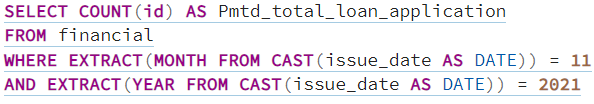 SELECT COUNT(id) AS Pmtd_total_loan_application
FROM financial
WHERE EXTRACT(MONTH FROM CAST(issue_date AS DATE)) = 11
AND EXTRACT(YEAR FROM CAST(issue_date AS DATE)) = 2021